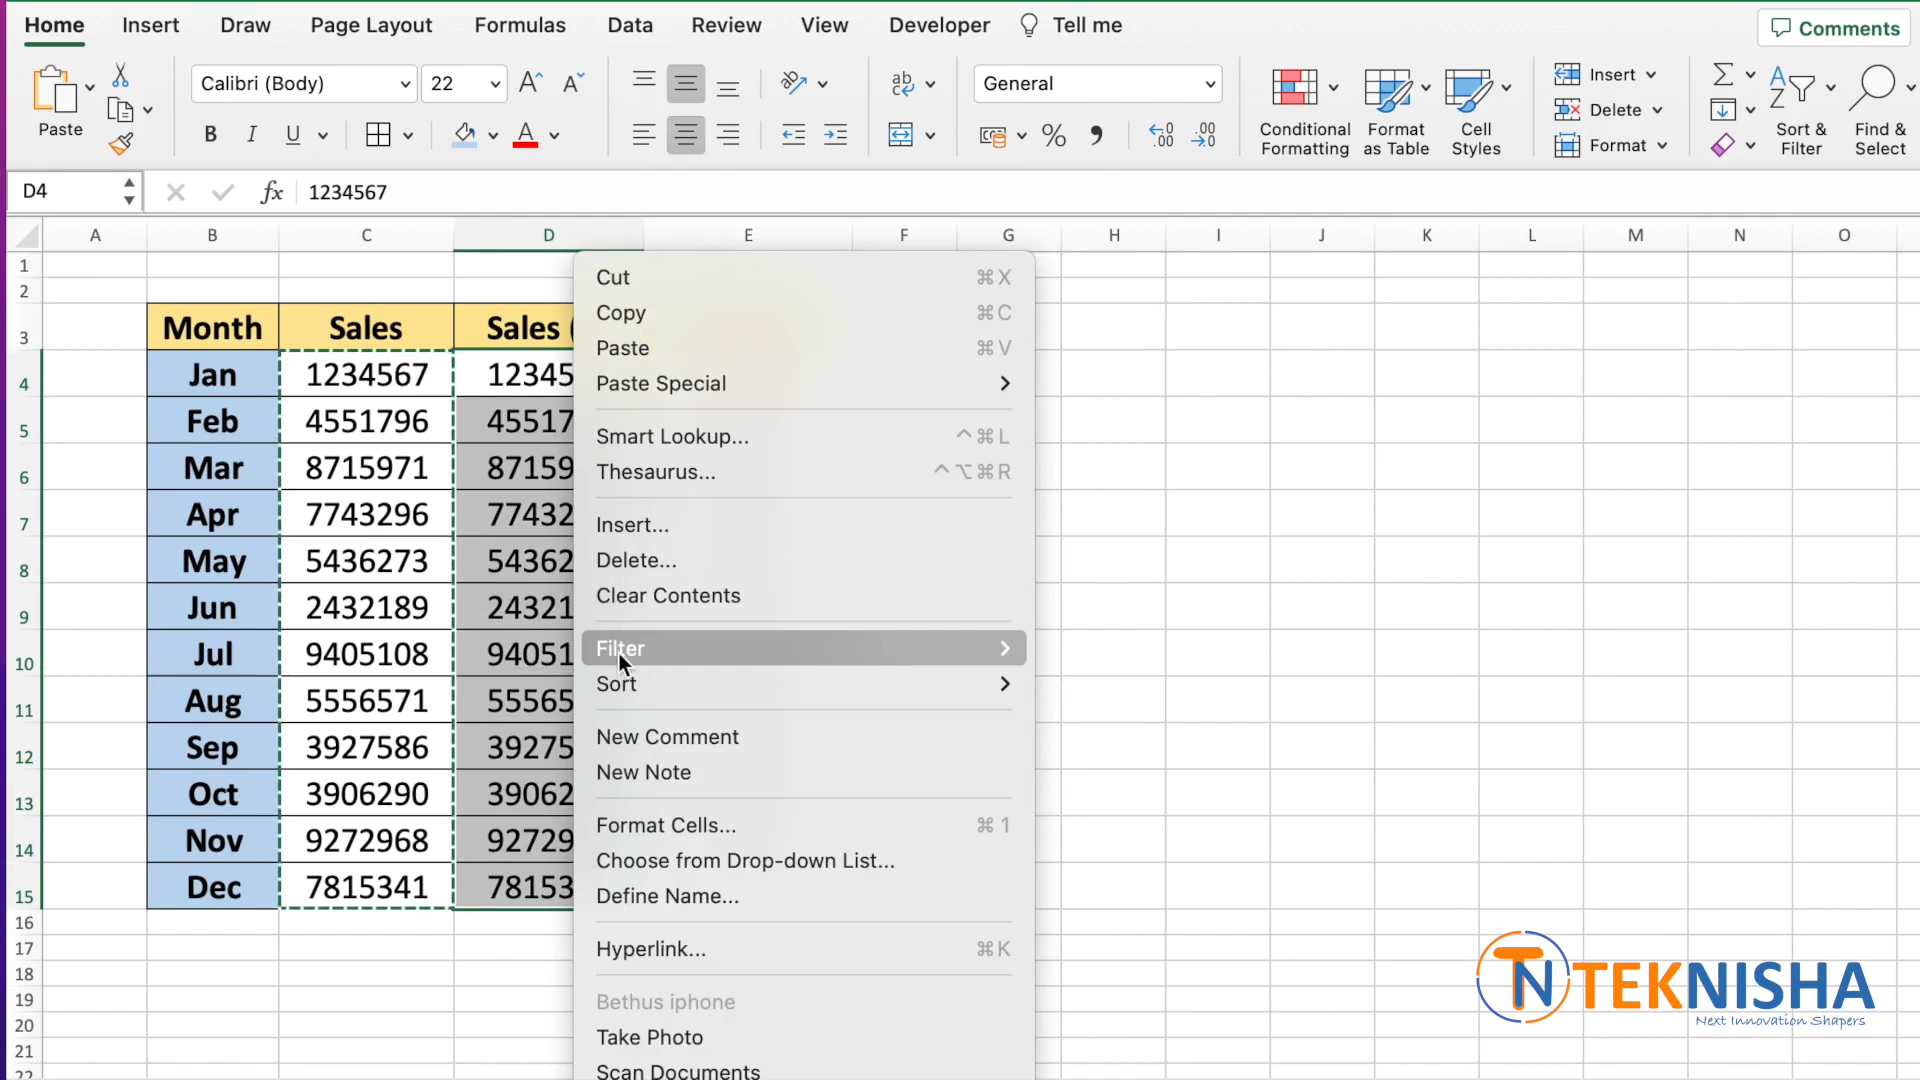 Home Insert Draw Page Layout Formulas Data Review View Developer Tell me Comments
Paste Calibri (Body) 22 General
B I U A % , .00 .00
Conditional Formatting Format as Table Cell Styles Insert Delete Format Sort & Filter Find & Select
D4 fx 1234567
A B C D E F G H I J K L M N O
1
2
3 Month Sales Sales (
4 Jan 1234567 12345
5 Feb 4551796 45517
6 Mar 8715971 87159
7 Apr 7743296 77432
8 May 5436273 54362
9 Jun 2432189 24321
10 Jul 9405108 94051
11 Aug 5556571 55565
12 Sep 3927586 39275
13 Oct 3906290 39062
14 Nov 9272968 92729
15 Dec 7815341 78153
16
17
18
19
20
21
22
Cut ⌘X
Copy ⌘C
Paste ⌘V
Paste Special
Smart Lookup... ^⌘L
Thesaurus... ^⌥⌘R
Insert...
Delete...
Clear Contents
Filter
Sort
New Comment
New Note
Format Cells... ⌘1
Choose from Drop-down List...
Define Name...
Hyperlink... ⌘K
Bethus iphone
Take Photo
Scan Documents
TN TEKNISHA
Next Innovation Shapers